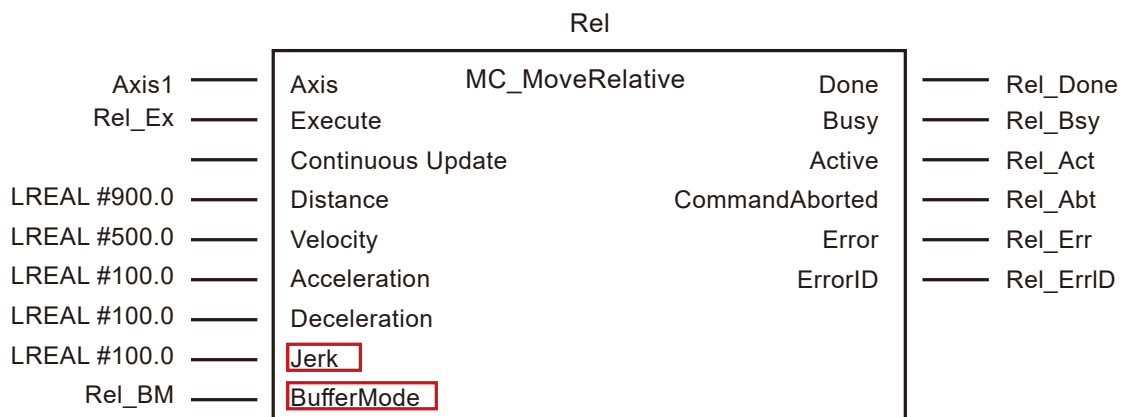 Rel
MC_MoveRelative
Axis1 Axis Done Rel_Done
Rel_Ex Execute Busy Rel_Bsy
Continuous Update Active Rel_Act
LREAL #900.0 Distance CommandAborted Rel_Abt
LREAL #500.0 Velocity Error Rel_Err
LREAL #100.0 Acceleration ErrorID Rel_ErrID
LREAL #100.0 Deceleration
LREAL #100.0 Jerk
Rel_BM BufferMode